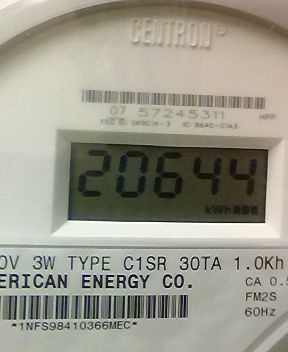 CENTRON®
07 57245311
HPP
20644
kWh
0V 3W TYPE C1SR 30TA 1.0Kh
ERICAN ENERGY CO.
CA 0.5
FM2S
60Hz
*1NFS98410366MEC*